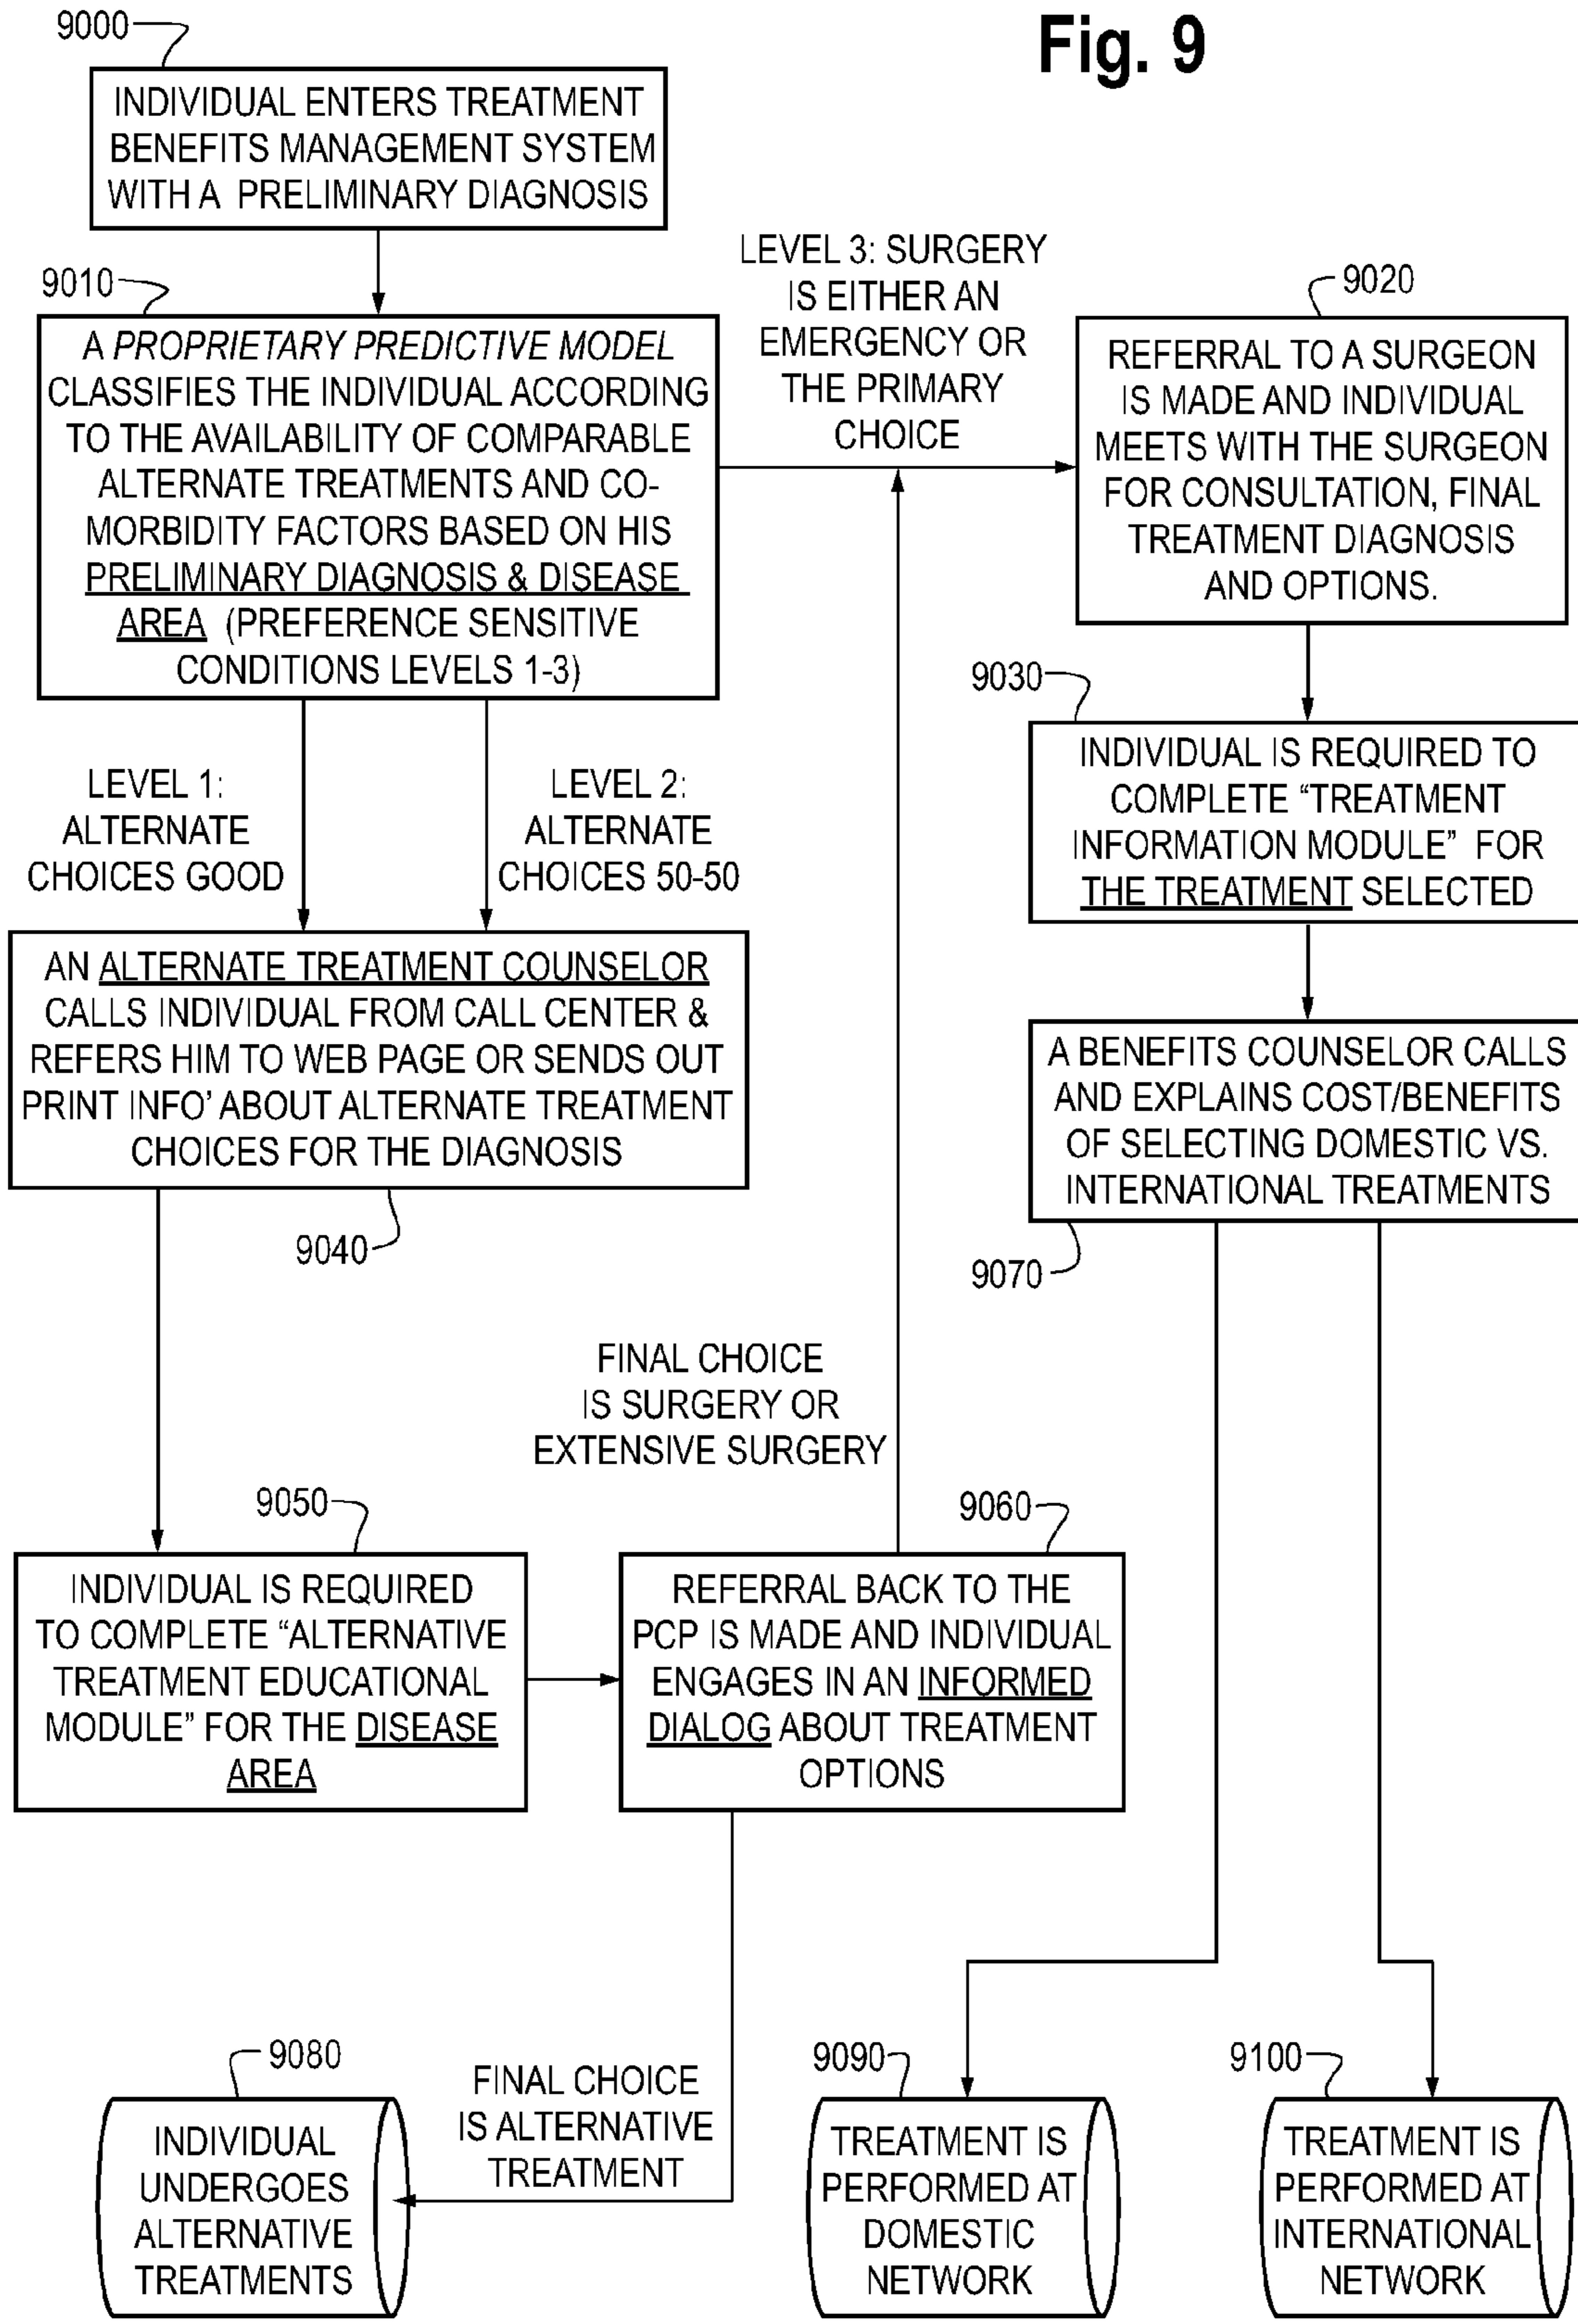 Fig. 9
9000
INDIVIDUAL ENTERS TREATMENT
BENEFITS MANAGEMENT SYSTEM
WITH A PRELIMINARY DIAGNOSIS
9010
A PROPRIETARY PREDICTIVE MODEL
CLASSIFIES THE INDIVIDUAL ACCORDING
TO THE AVAILABILITY OF COMPARABLE
ALTERNATE TREATMENTS AND CO-
MORBIDITY FACTORS BASED ON HIS
PRELIMINARY DIAGNOSIS & DISEASE
AREA (PREFERENCE SENSITIVE
CONDITIONS LEVELS 1-3)
LEVEL 3: SURGERY
IS EITHER AN
EMERGENCY OR
THE PRIMARY
CHOICE
9020
REFERRAL TO A SURGEON
IS MADE AND INDIVIDUAL
MEETS WITH THE SURGEON
FOR CONSULTATION, FINAL
TREATMENT DIAGNOSIS
AND OPTIONS.
9030
INDIVIDUAL IS REQUIRED TO
COMPLETE “TREATMENT
INFORMATION MODULE” FOR
THE TREATMENT SELECTED
LEVEL 1:
ALTERNATE
CHOICES GOOD
LEVEL 2:
ALTERNATE
CHOICES 50-50
AN ALTERNATE TREATMENT COUNSELOR
CALLS INDIVIDUAL FROM CALL CENTER &
REFERS HIM TO WEB PAGE OR SENDS OUT
PRINT INFO’ ABOUT ALTERNATE TREATMENT
CHOICES FOR THE DIAGNOSIS
9040
A BENEFITS COUNSELOR CALLS
AND EXPLAINS COST/BENEFITS
OF SELECTING DOMESTIC VS.
INTERNATIONAL TREATMENTS
9070
FINAL CHOICE
IS SURGERY OR
EXTENSIVE SURGERY
9050
INDIVIDUAL IS REQUIRED
TO COMPLETE “ALTERNATIVE
TREATMENT EDUCATIONAL
MODULE” FOR THE DISEASE
AREA
9060
REFERRAL BACK TO THE
PCP IS MADE AND INDIVIDUAL
ENGAGES IN AN INFORMED
DIALOG ABOUT TREATMENT
OPTIONS
9080
INDIVIDUAL
UNDERGOES
ALTERNATIVE
TREATMENTS
FINAL CHOICE
IS ALTERNATIVE
TREATMENT
9090
TREATMENT IS
PERFORMED AT
DOMESTIC
NETWORK
9100
TREATMENT IS
PERFORMED AT
INTERNATIONAL
NETWORK